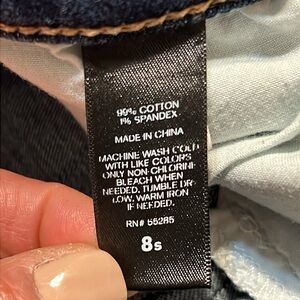 99% COTTON
1% SPANDEX
MADE IN CHINA
MACHINE WASH COLD
WITH LIKE COLORS
ONLY NON-CHLORINE
BLEACH WHEN
NEEDED. TUMBLE DR
LOW, WARM IRON
IF NEEDED.
RN# 55285
8s